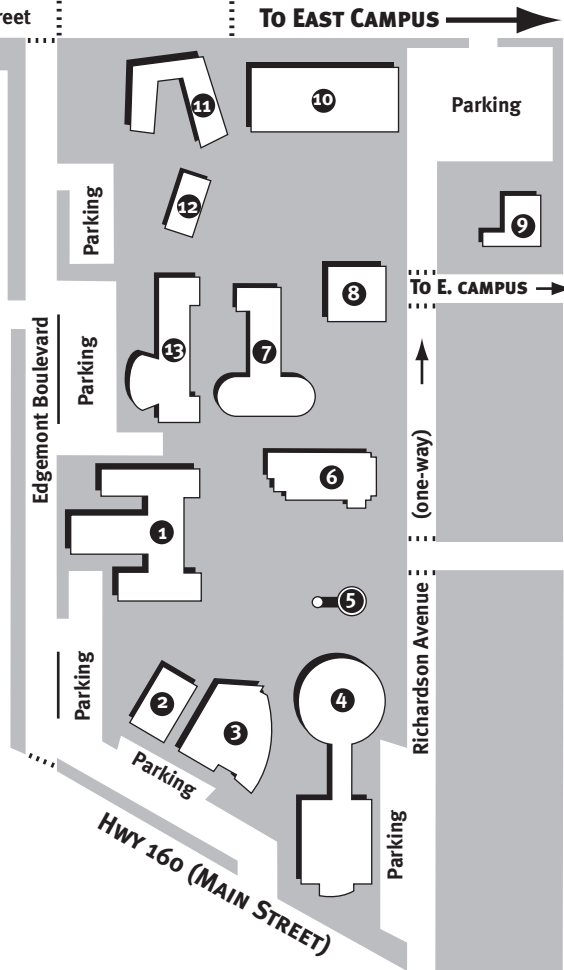 reet
TO EAST CAMPUS
11
10
Parking
12
Parking
9
8
TO E. CAMPUS
13
7
Parking
Edgemont Boulevard
(one-way)
6
1
5
Richardson Avenue
Parking
2
4
3
Parking
Parking
HWY 160 (MAIN STREET)